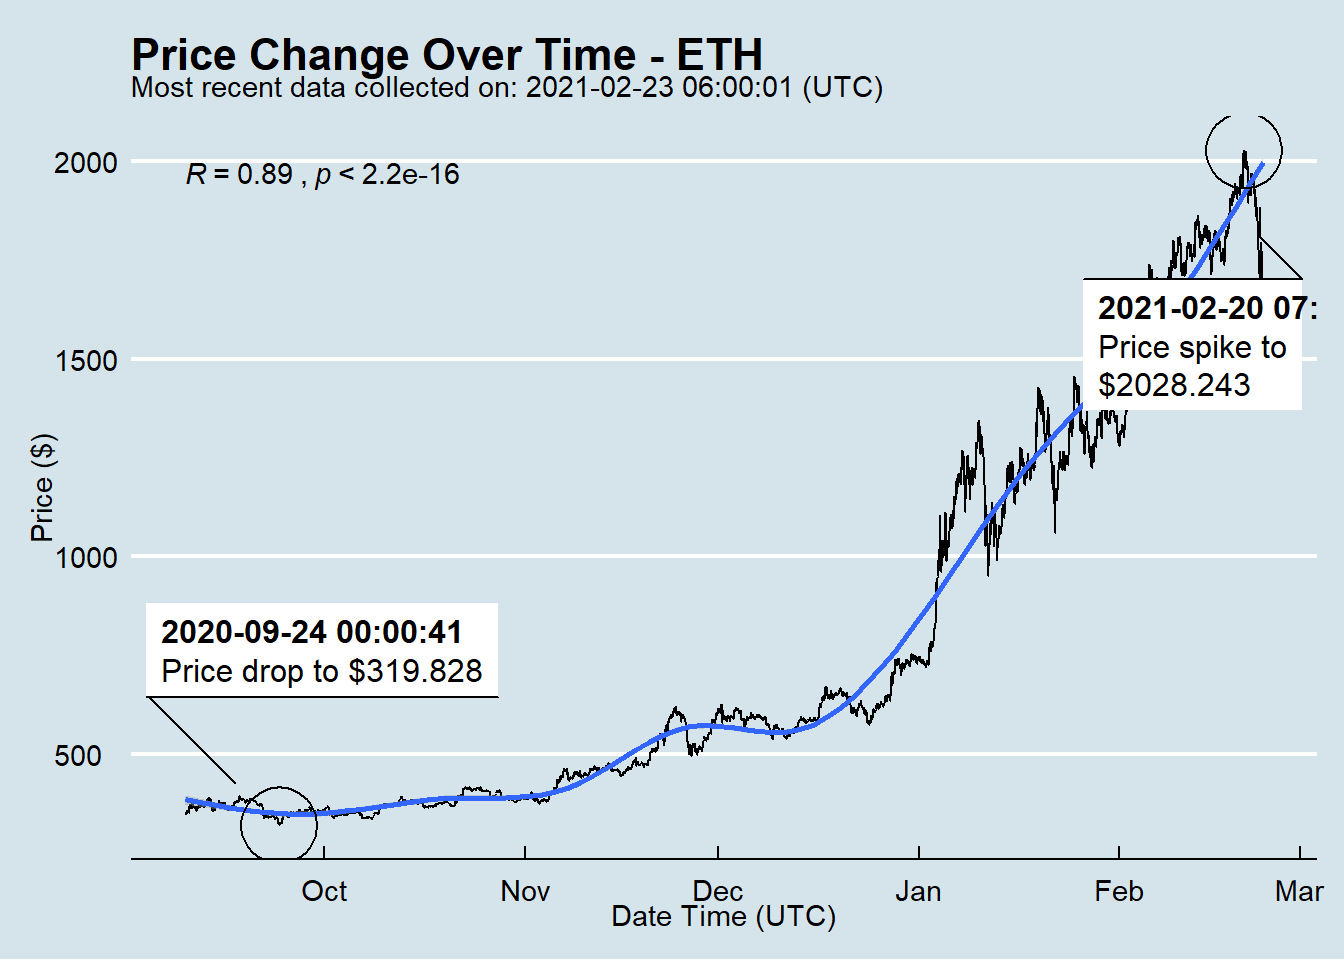 Price Change Over Time - ETH
Most recent data collected on: 2021-02-23 06:00:01 (UTC)
R = 0.89 , p < 2.2e-16
2000
1500
1000
500
Price ($)
2021-02-20 07:
Price spike to
$2028.243
2020-09-24 00:00:41
Price drop to $319.828
Oct
Nov
Dec
Jan
Feb
Mar
Date Time (UTC)